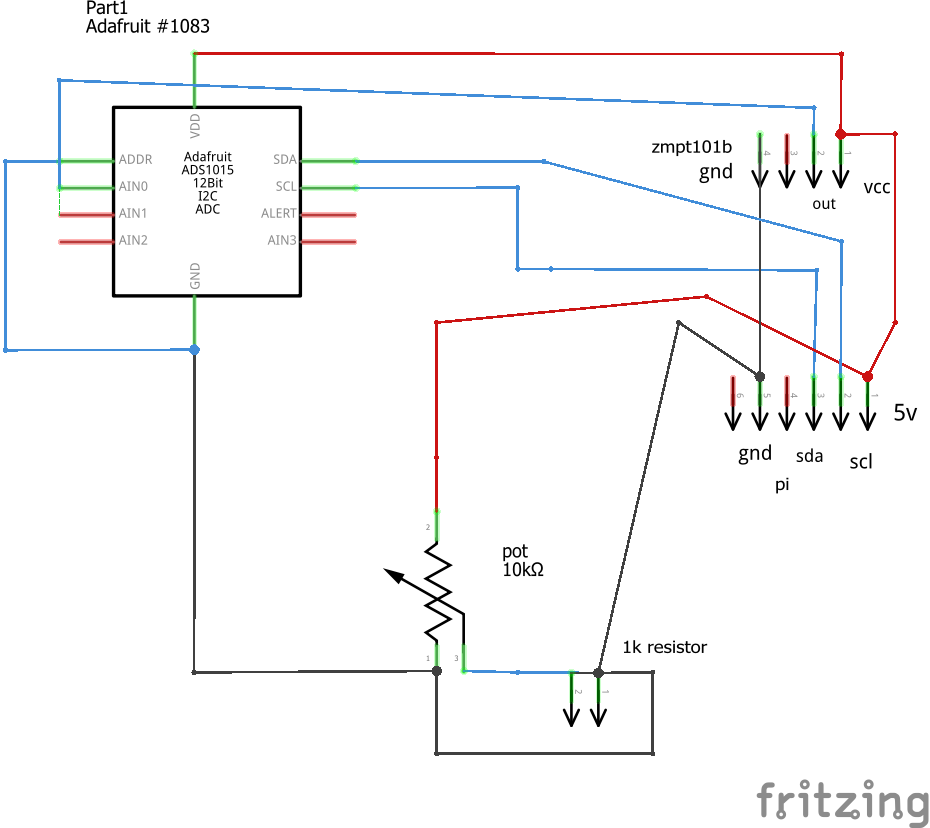 Part1
Adafruit #1083
VDD
ADDR
AIN0
AIN1
AIN2
GND
Adafruit
ADS1015
12Bit
I2C
ADC
SDA
SCL
ALERT
AIN3
zmpt101b
gnd
4
3
2
1
out
vcc
6
5
4
3
2
1
5v
gnd
sda
scl
pi
2
pot
10kΩ
1
3
1k resistor
2
1
fritzing